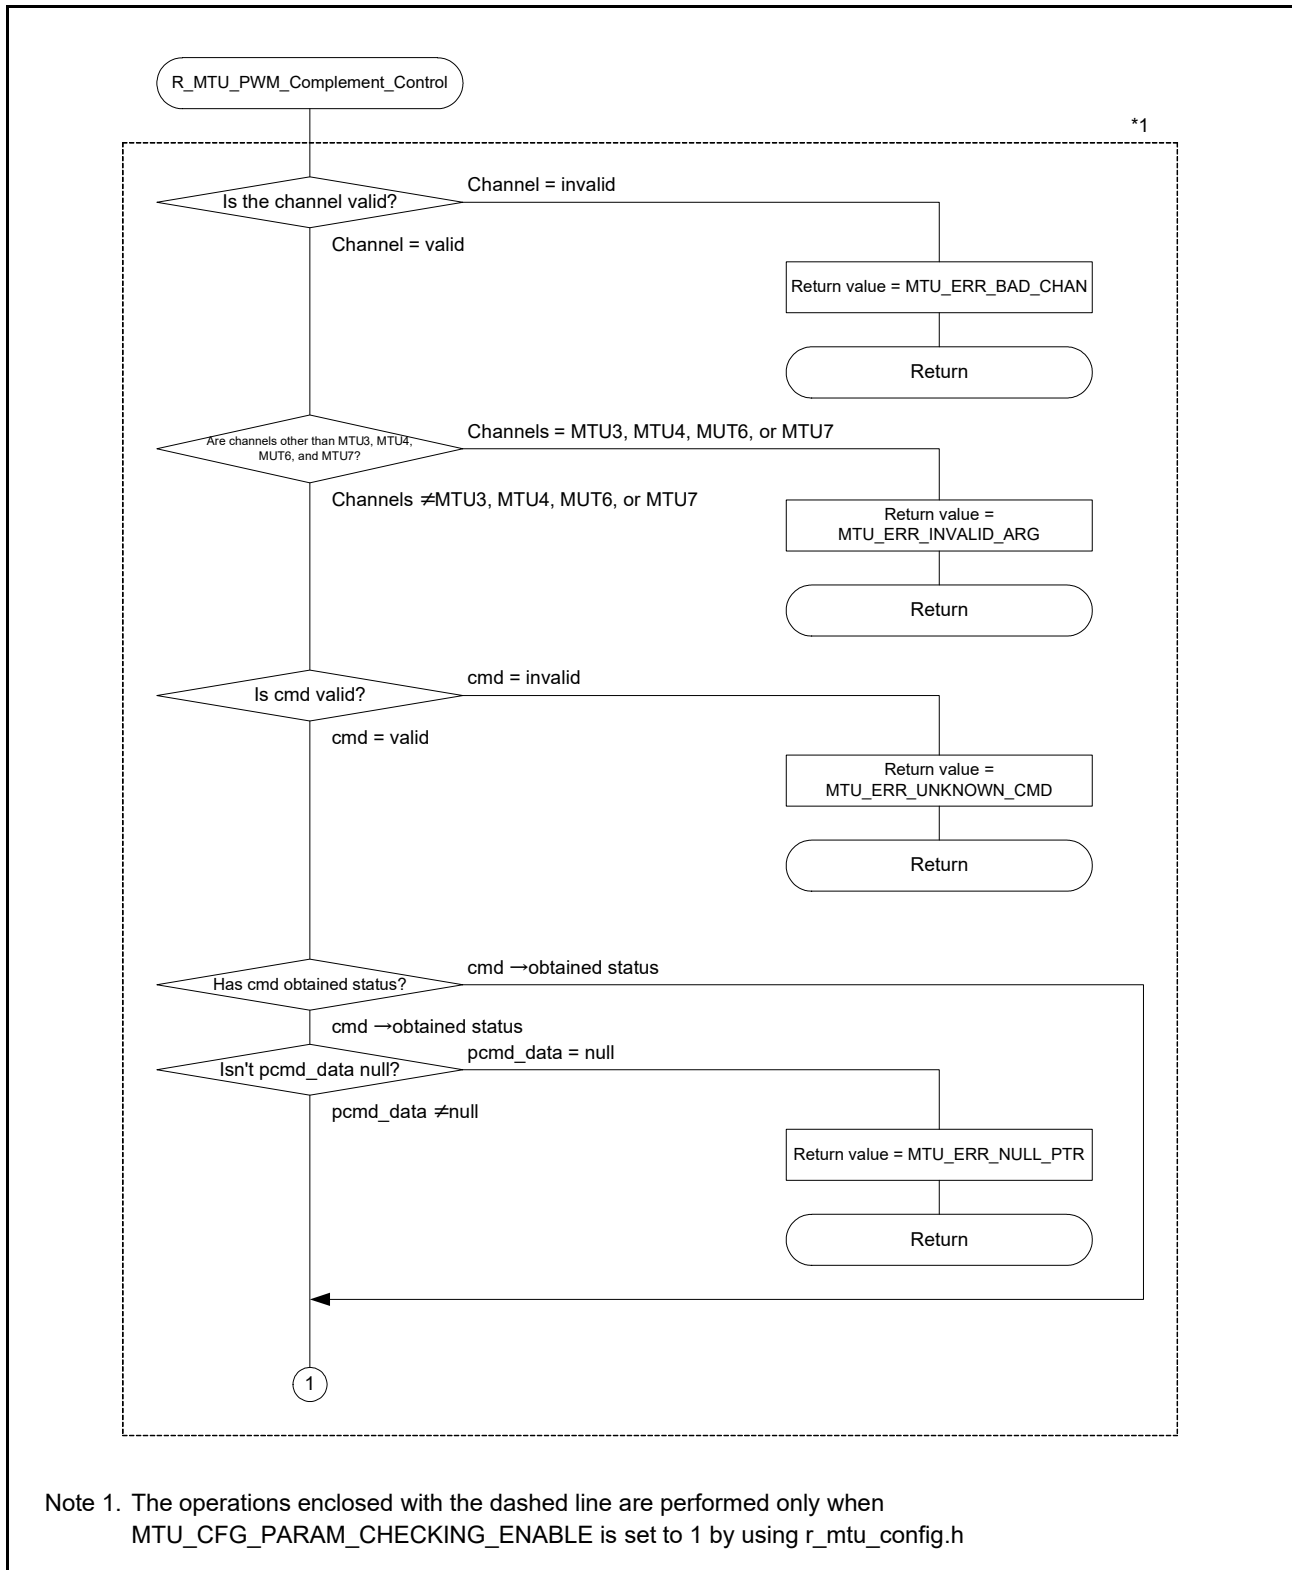 R_MTU_PWM_Complement_Control
*1
Channel = invalid
Is the channel valid?
Channel = valid
Return value = MTU_ERR_BAD_CHAN
Return
Channels = MTU3, MTU4, MUT6, or MTU7
Are channels other than MTU3, MTU4,
MUT6, and MTU7?
Channels ≠MTU3, MTU4, MUT6, or MTU7
Return value =
MTU_ERR_INVALID_ARG
Return
cmd = invalid
Is cmd valid?
cmd = valid
Return value =
MTU_ERR_UNKNOWN_CMD
Return
cmd →obtained status
Has cmd obtained status?
cmd →obtained status
pcmd_data = null
Isn't pcmd_data null?
pcmd_data ≠null
Return value = MTU_ERR_NULL_PTR
Return
1
Note 1. The operations enclosed with the dashed line are performed only when
MTU_CFG_PARAM_CHECKING_ENABLE is set to 1 by using r_mtu_config.h